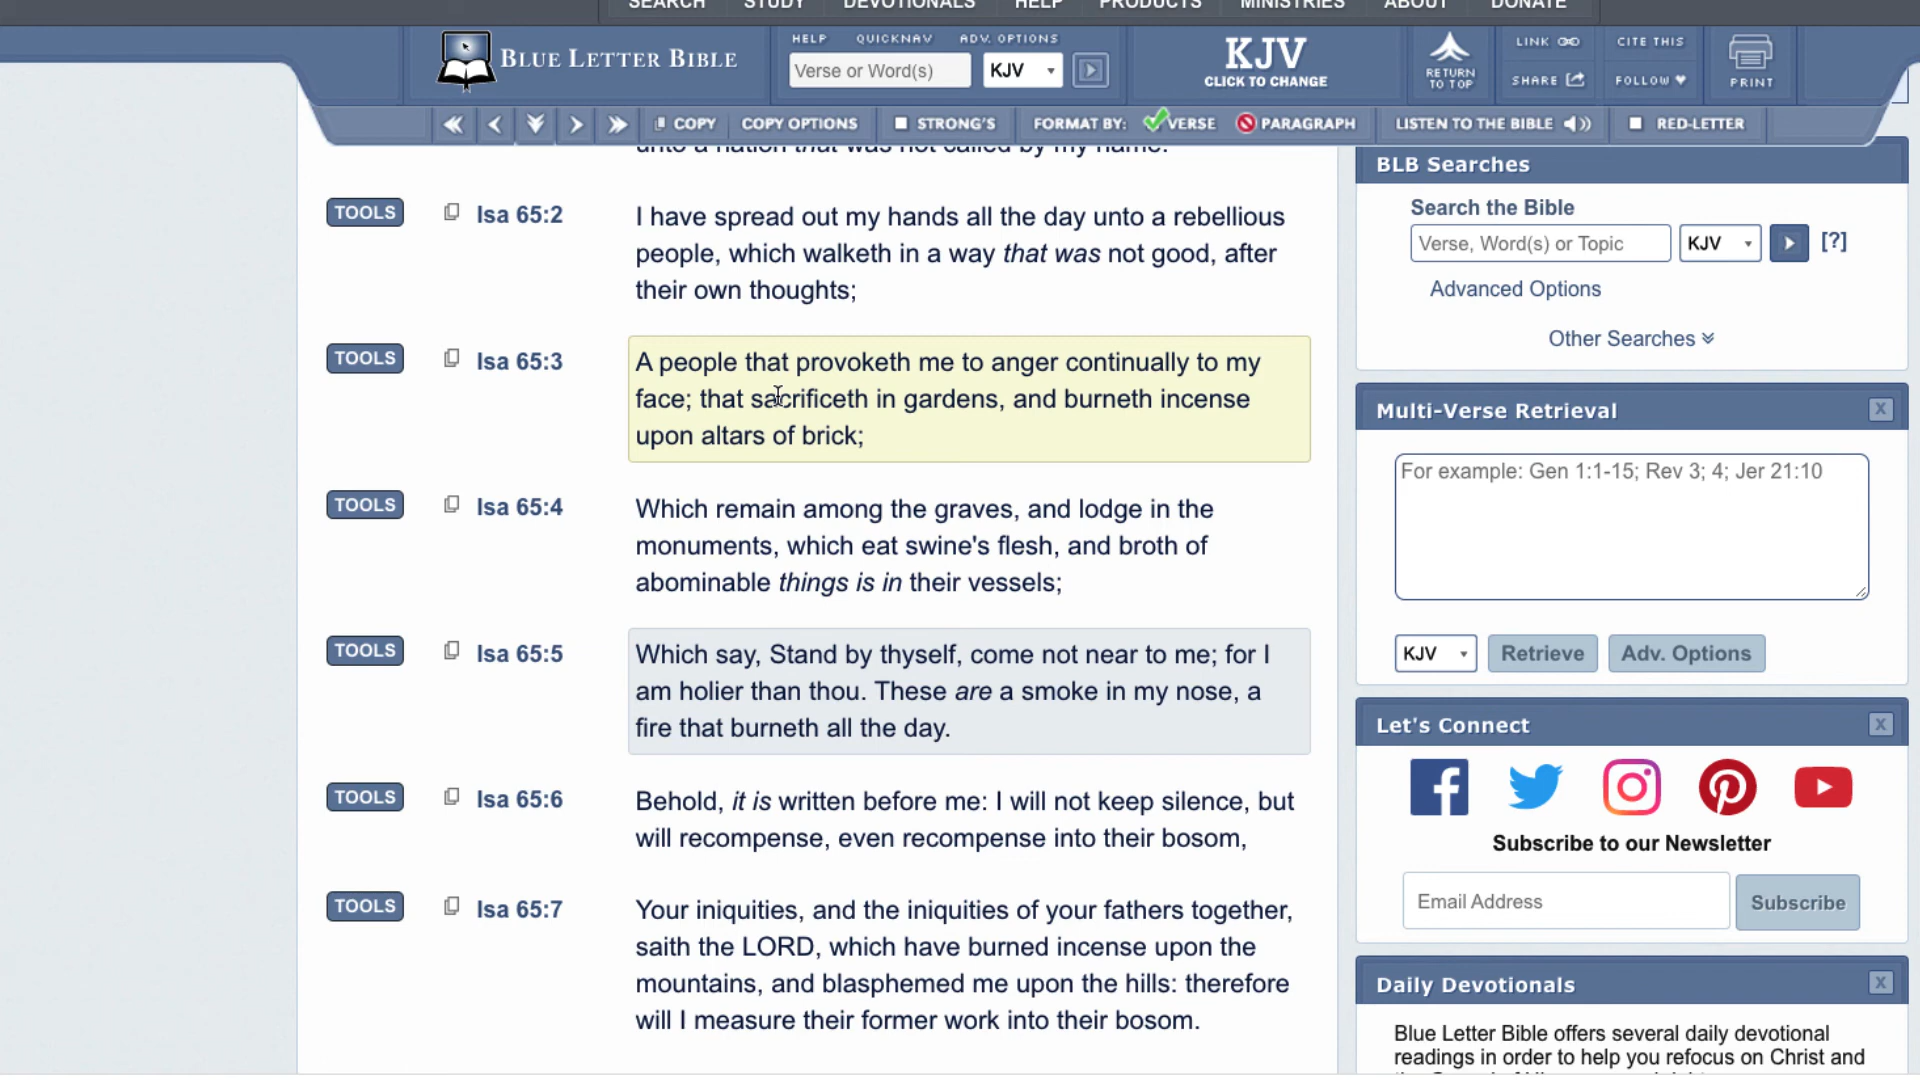 SEARCH STUDY DEVOTIONALS HELP PRODUCTS MINISTRIES ABOUT DONATE
BLUE LETTER BIBLE
HELP QUICKNAV ADV. OPTIONS
Verse or Word(s) KJV
KJV
CLICK TO CHANGE
RETURN
TO TOP
LINK
SHARE
CITE THIS
FOLLOW
PRINT
COPY COPY OPTIONS STRONG'S FORMAT BY: VERSE PARAGRAPH LISTEN TO THE BIBLE RED-LETTER
unto a nation that was not called by my name.
TOOLS Isa 65:2 I have spread out my hands all the day unto a rebellious
people, which walketh in a way that was not good, after
their own thoughts;
TOOLS Isa 65:3 A people that provoketh me to anger continually to my
face; that sacrificeth in gardens, and burneth incense
upon altars of brick;
TOOLS Isa 65:4 Which remain among the graves, and lodge in the
monuments, which eat swine's flesh, and broth of
abominable things is in their vessels;
TOOLS Isa 65:5 Which say, Stand by thyself, come not near to me; for I
am holier than thou. These are a smoke in my nose, a
fire that burneth all the day.
TOOLS Isa 65:6 Behold, it is written before me: I will not keep silence, but
will recompense, even recompense into their bosom,
TOOLS Isa 65:7 Your iniquities, and the iniquities of your fathers together,
saith the LORD, which have burned incense upon the
mountains, and blasphemed me upon the hills: therefore
will I measure their former work into their bosom.
BLB Searches
Search the Bible
Verse, Word(s) or Topic KJV [?]
Advanced Options
Other Searches
Multi-Verse Retrieval X
For example: Gen 1:1-15; Rev 3; 4; Jer 21:10
KJV Retrieve Adv. Options
Let's Connect X
Subscribe to our Newsletter
Email Address Subscribe
Daily Devotionals X
Blue Letter Bible offers several daily devotional
readings in order to help you refocus on Christ and